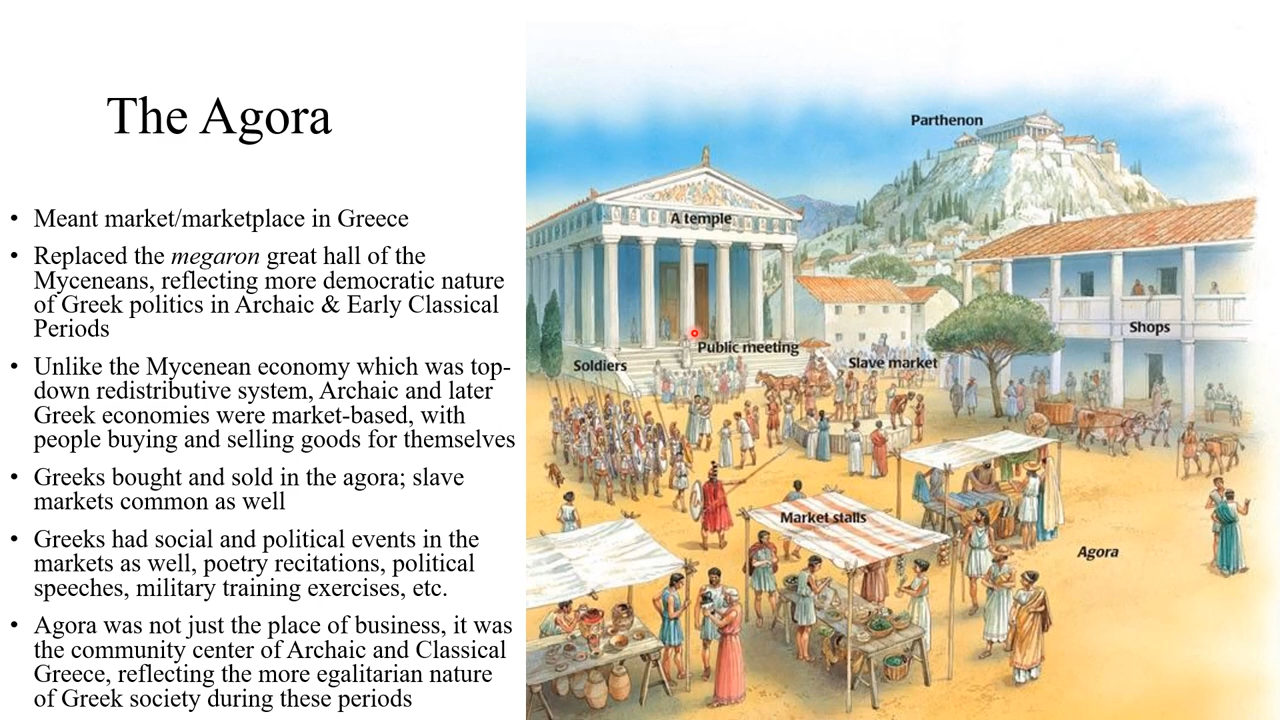 The Agora
• Meant market/marketplace in Greece
• Replaced the megaron great hall of the
Myceneans, reflecting more democratic nature
of Greek politics in Archaic & Early Classical
Periods
• Unlike the Mycenean economy which was top-
down redistributive system, Archaic and later
Greek economies were market-based, with
people buying and selling goods for themselves
• Greeks bought and sold in the agora; slave
markets common as well
• Greeks had social and political events in the
markets as well, poetry recitations, political
speeches, military training exercises, etc.
• Agora was not just the place of business, it was
the community center of Archaic and Classical
Greece, reflecting the more egalitarian nature
of Greek society during these periods
Parthenon
A temple
Shops
Public meeting
Soldiers
Slave market
Market stalls
Agora